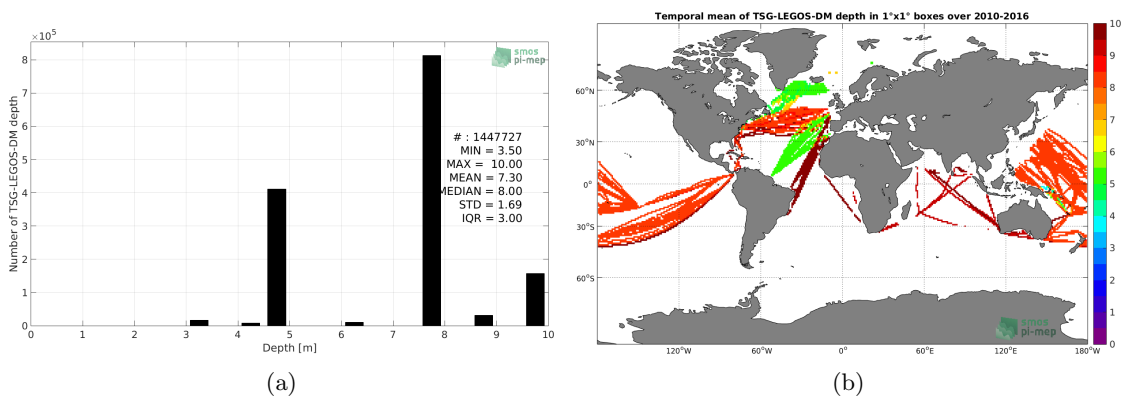 ×10⁵
8
7
6
5
4
3
2
1
0
Number of TSG-LEGOS-DM depth
smos
pi-mep
# : 1447727
MIN = 3.50
MAX = 10.00
MEAN = 7.30
MEDIAN = 8.00
STD = 1.69
IQR = 3.00
0 1 2 3 4 5 6 7 8 9 10
Depth [m]
(a)
Temporal mean of TSG-LEGOS-DM depth in 1°x1° boxes over 2010-2016
60°N
30°N
0°
30°S
60°S
120°W 60°W 0° 60°E 120°E 180°W
smos
pi-mep
10
9
8
7
6
5
4
3
2
1
0
(b)